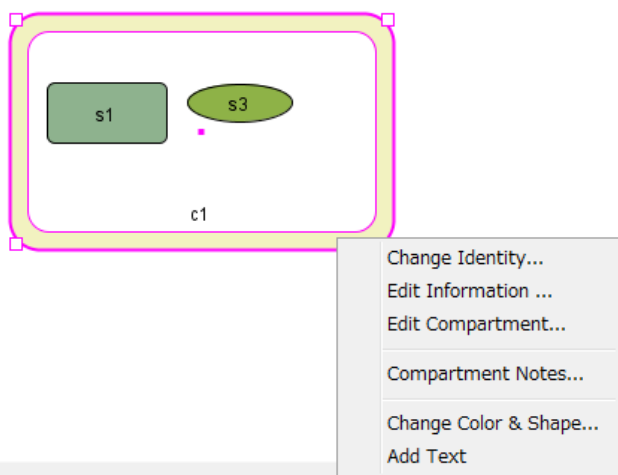 s1
s3
c1
Change Identity...
Edit Information ...
Edit Compartment...
Compartment Notes...
Change Color & Shape...
Add Text